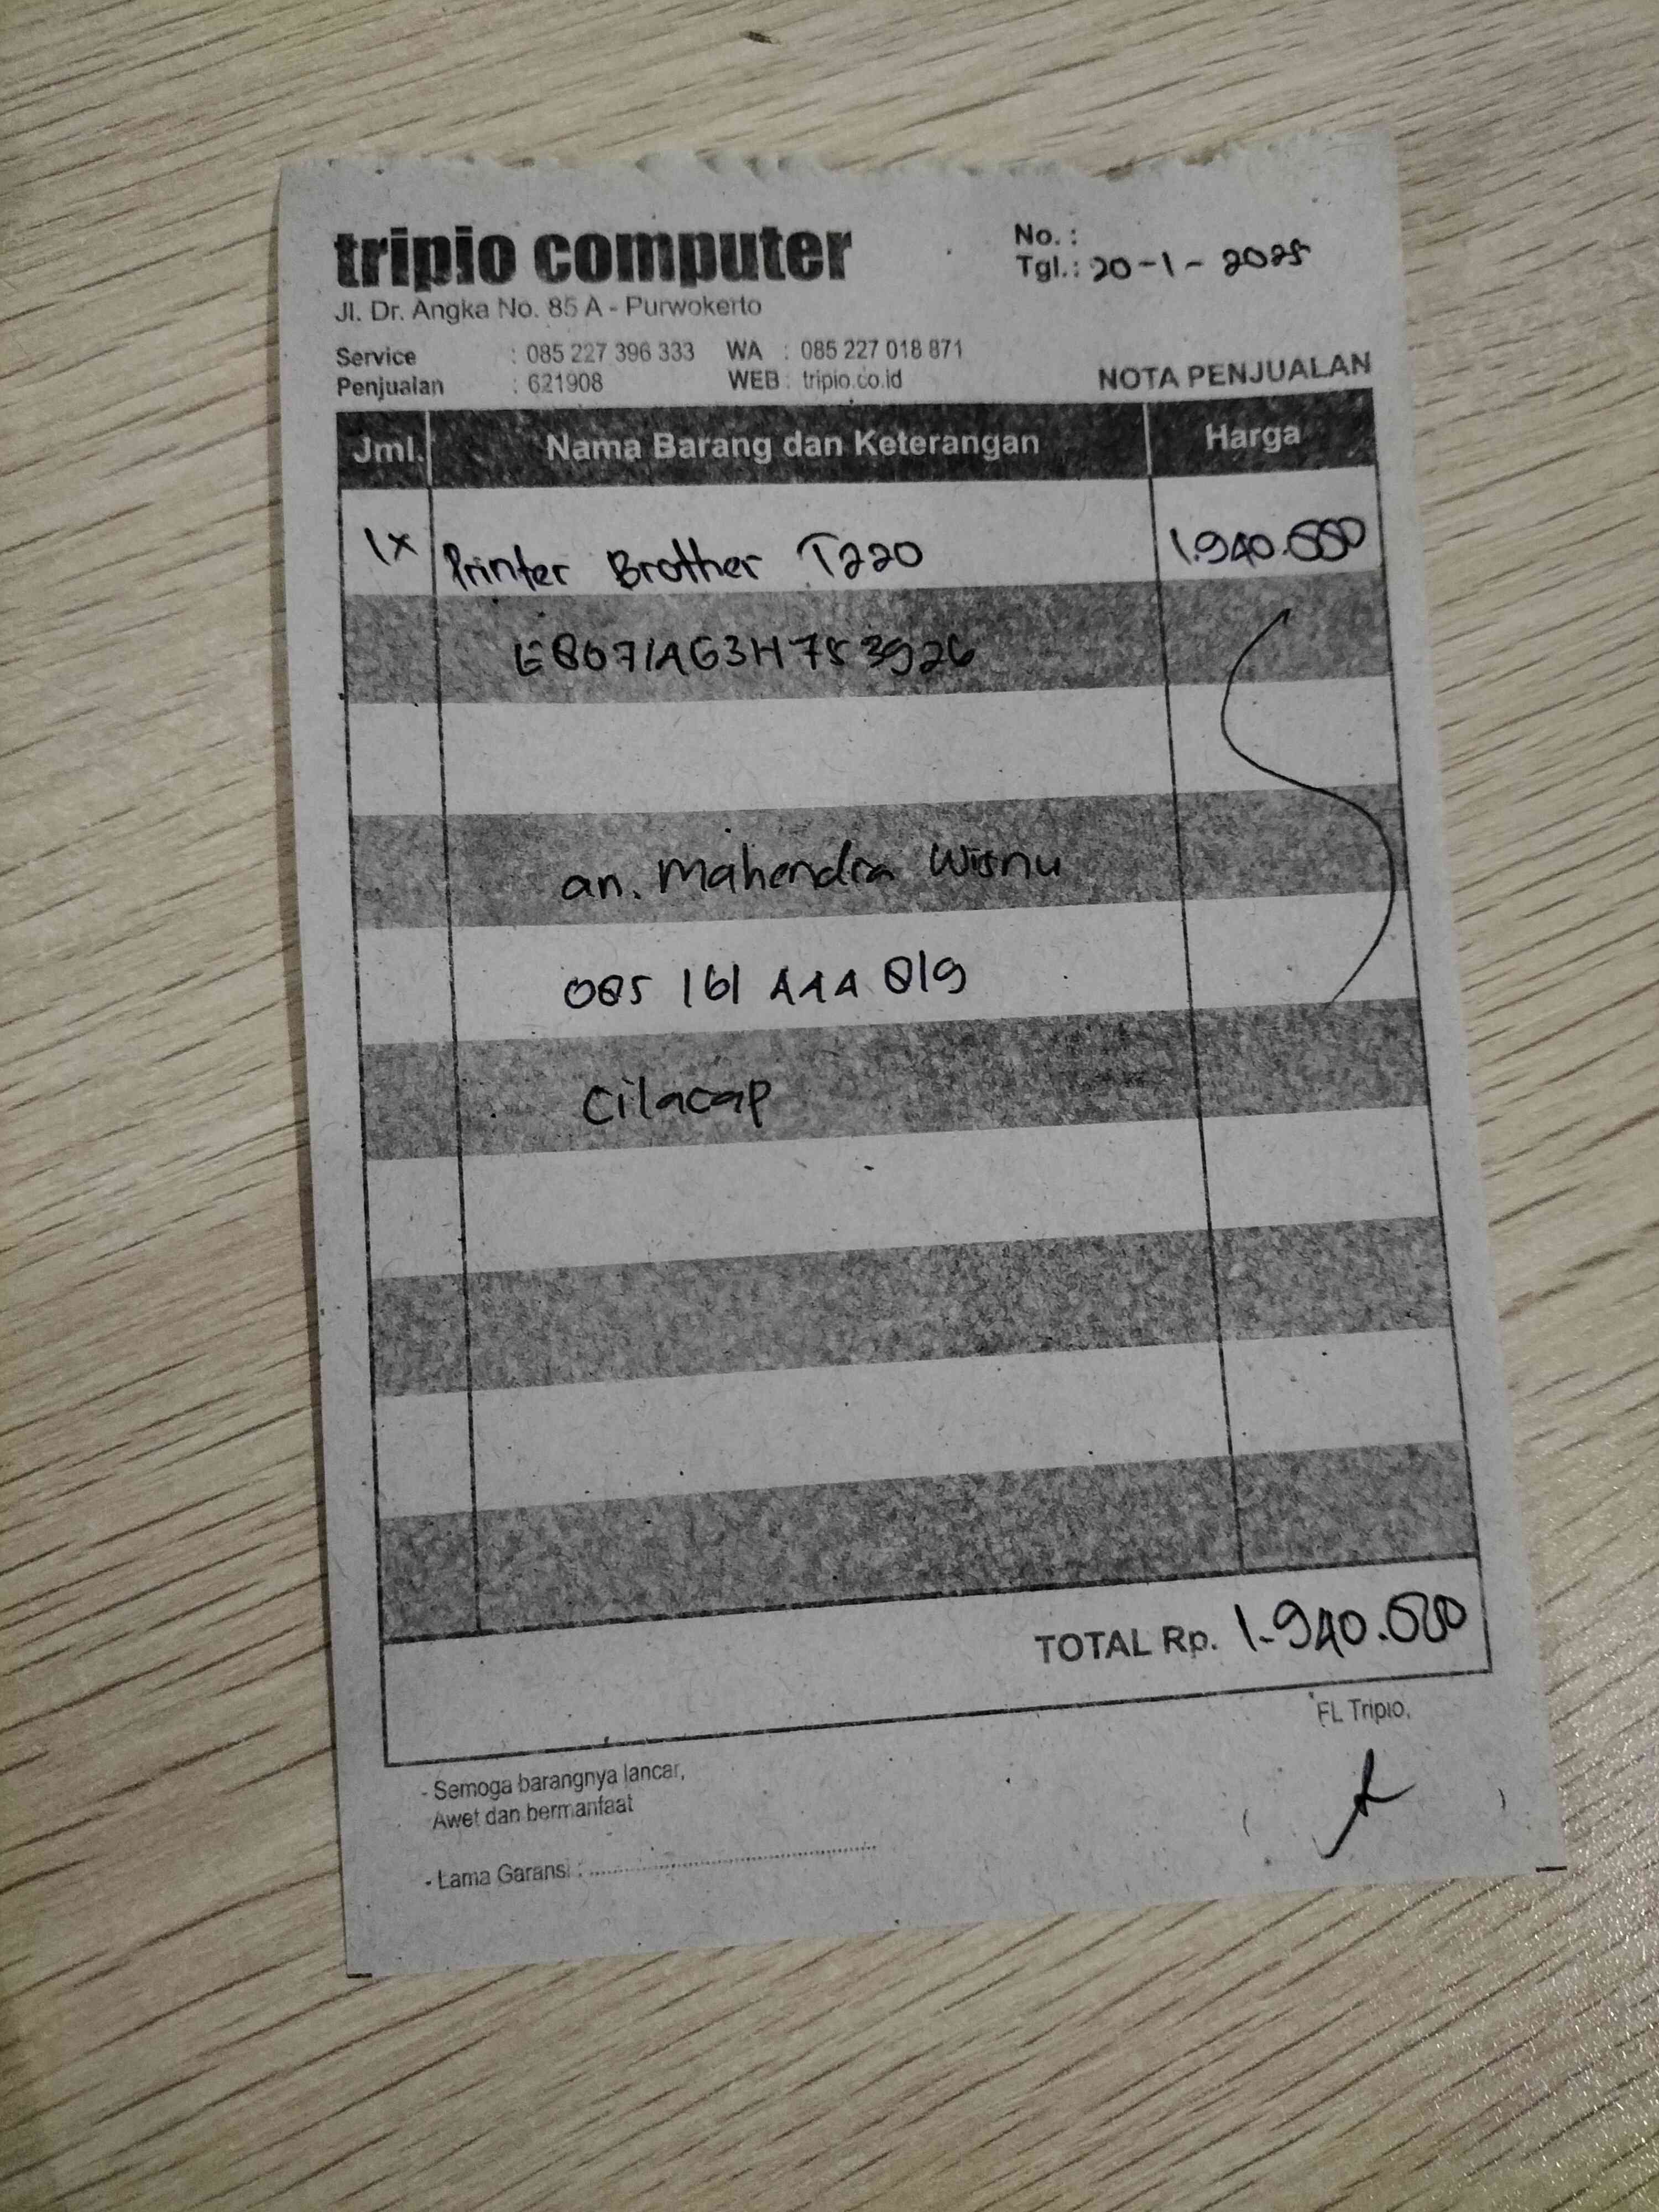 tripio computer
No. :
Tgl. : 20-1-2025
Jl. Dr. Angka No. 85 A - Purwokerto
Service : 085 227 396 333 WA : 085 227 018 871
Penjualan : 621908 WEB : tripio.co.id
NOTA PENJUALAN
Jml. Nama Barang dan Keterangan Harga
1x Printer Brother T220 1.940.000
E8071AG3H753926
an. Mahendra Wisnu
085 161 444 819
Cilacap
TOTAL Rp. 1.940.000
FL Tripio,
- Semoga barangnya lancar,
Awet dan bermanfaat
( )
- Lama Garansi : ........................................